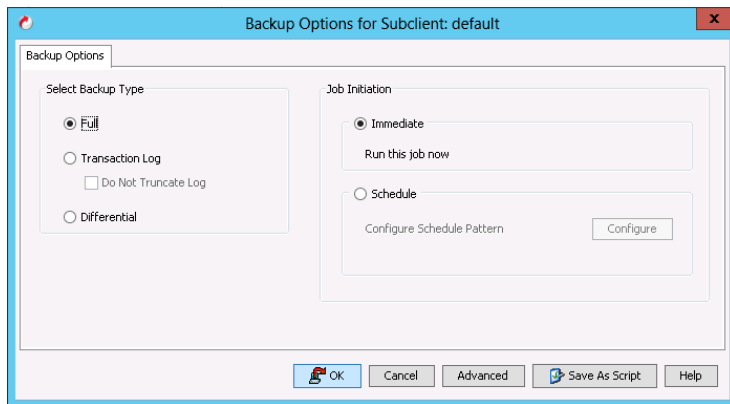 Backup Options for Subclient: default
x
Backup Options
Select Backup Type
Full
Transaction Log
Do Not Truncate Log
Differential
Job Initiation
Immediate
Run this job now
Schedule
Configure Schedule Pattern
Configure
OK
Cancel
Advanced
Save As Script
Help